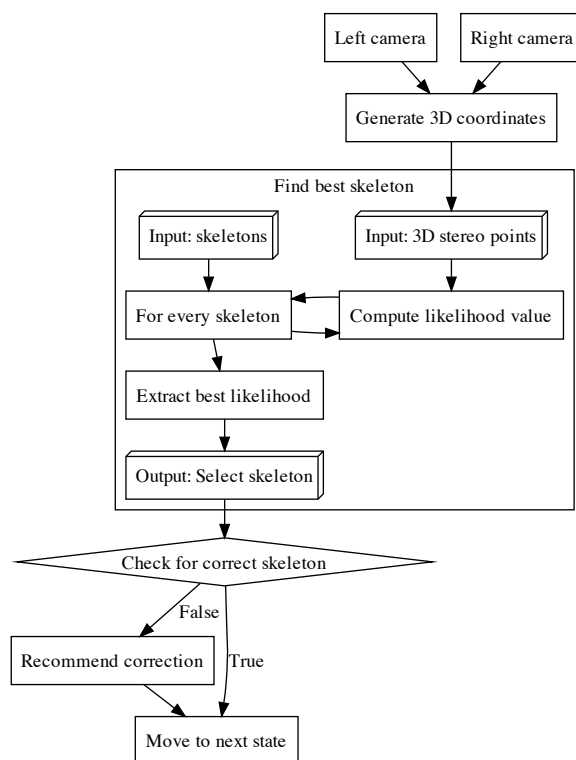 Left camera
Right camera
Generate 3D coordinates
Find best skeleton
Input: skeletons
Input: 3D stereo points
For every skeleton
Compute likelihood value
Extract best likelihood
Output: Select skeleton
Check for correct skeleton
False
Recommend correction
True
Move to next state